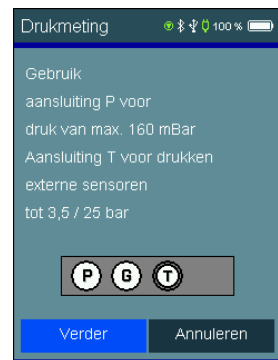 Drukmeting 100 %
Gebruik
aansluiting P voor
druk van max. 160 mBar
Aansluiting T voor drukken
externe sensoren
tot 3,5 / 25 bar
P G T
Verder Annuleren